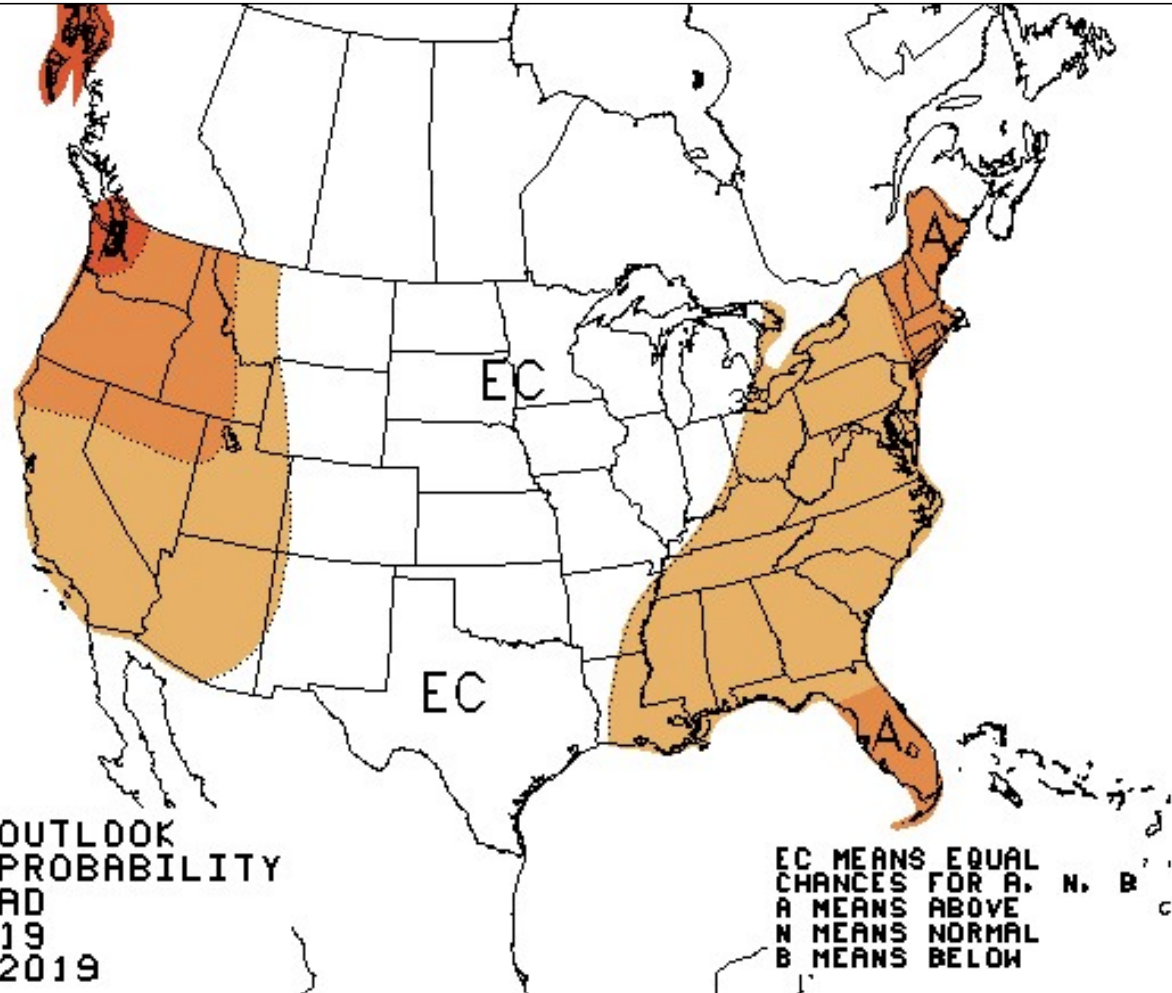 A
A
EC
EC
A
OUTLOOK
PROBABILITY
AD
19
2019
EC MEANS EQUAL
CHANCES FOR A, N, B
A MEANS ABOVE
N MEANS NORMAL
B MEANS BELOW